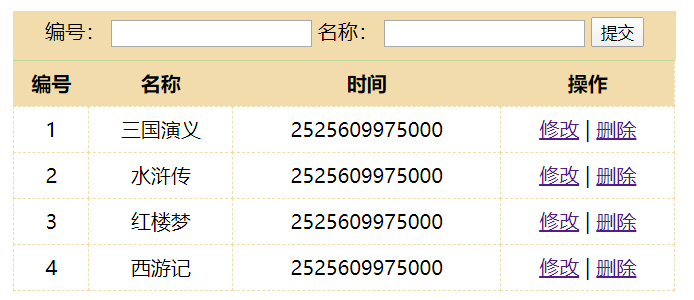 编号： 名称： 提交
编号 名称 时间 操作
1 三国演义 2525609975000 修改 | 删除
2 水浒传 2525609975000 修改 | 删除
3 红楼梦 2525609975000 修改 | 删除
4 西游记 2525609975000 修改 | 删除